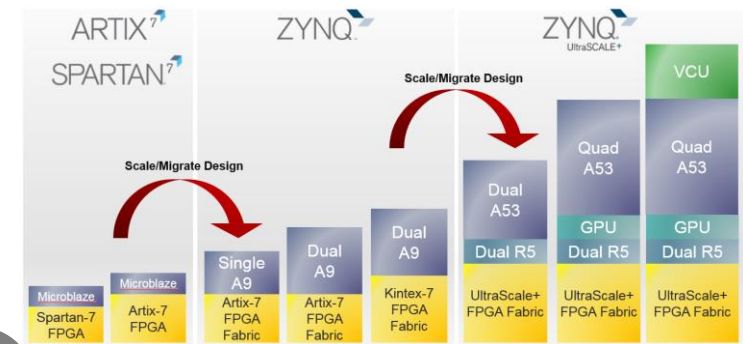 ARTIX 7
SPARTAN 7
ZYNQ
ZYNQ
UltraSCALE+
Scale/Migrate Design
Scale/Migrate Design
Microblaze
Spartan-7
FPGA
Microblaze
Artix-7
FPGA
Single
A9
Artix-7
FPGA
Fabric
Dual
A9
Artix-7
FPGA
Fabric
Dual
A9
Kintex-7
FPGA
Fabric
Dual
A53
Dual R5
UltraScale+
FPGA Fabric
Quad
A53
GPU
Dual R5
UltraScale+
FPGA Fabric
VCU
Quad
A53
GPU
Dual R5
UltraScale+
FPGA Fabric